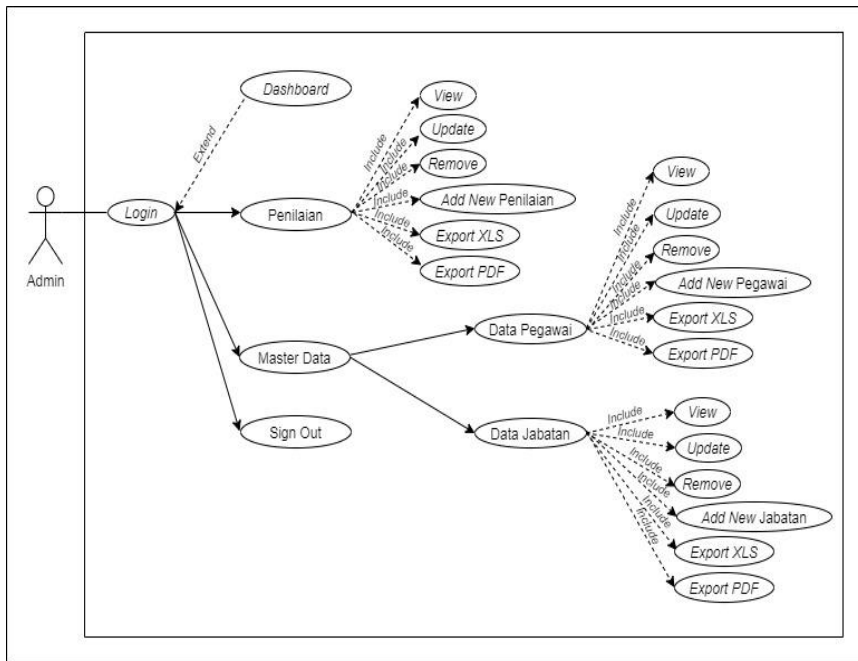 Dashboard
Extend
Login
Admin
Penilaian
Include
View
Include
Update
Include
Remove
Include
Add New Penilaian
Include
Export XLS
Include
Export PDF
Master Data
Sign Out
Data Pegawai
Include
View
Include
Update
Include
Remove
Include
Add New Pegawai
Include
Export XLS
Include
Export PDF
Data Jabatan
Include
View
Include
Update
Include
Remove
Include
Add New Jabatan
Include
Export XLS
Include
Export PDF